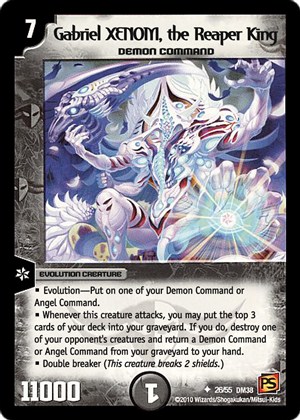 7
Gabriel XENOM, the Reaper King
DEMON COMMAND
EVOLUTION CREATURE
■ Evolution—Put on one of your Demon Command or
Angel Command.
■ Whenever this creature attacks, you may put the top 3
cards of your deck into your graveyard. If you do, destroy one
of your opponent's creatures and return a Demon Command
or Angel Command from your graveyard to your hand.
■ Double breaker (This creature breaks 2 shields.)
11000
1
✦ 26/55 DM38
©2010 Wizards/Shogakukan/Mitsui-Kids
PS